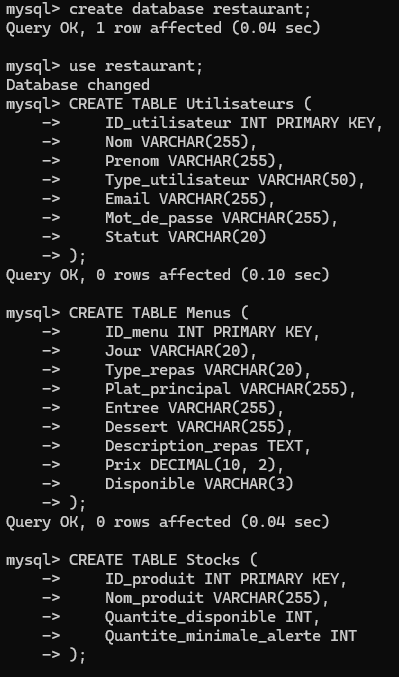 mysql> create database restaurant;
Query OK, 1 row affected (0.04 sec)

mysql> use restaurant;
Database changed
mysql> CREATE TABLE Utilisateurs (
    ->     ID_utilisateur INT PRIMARY KEY,
    ->     Nom VARCHAR(255),
    ->     Prenom VARCHAR(255),
    ->     Type_utilisateur VARCHAR(50),
    ->     Email VARCHAR(255),
    ->     Mot_de_passe VARCHAR(255),
    ->     Statut VARCHAR(20)
    -> );
Query OK, 0 rows affected (0.10 sec)

mysql> CREATE TABLE Menus (
    ->     ID_menu INT PRIMARY KEY,
    ->     Jour VARCHAR(20),
    ->     Type_repas VARCHAR(20),
    ->     Plat_principal VARCHAR(255),
    ->     Entree VARCHAR(255),
    ->     Dessert VARCHAR(255),
    ->     Description_repas TEXT,
    ->     Prix DECIMAL(10, 2),
    ->     Disponible VARCHAR(3)
    -> );
Query OK, 0 rows affected (0.04 sec)

mysql> CREATE TABLE Stocks (
    ->     ID_produit INT PRIMARY KEY,
    ->     Nom_produit VARCHAR(255),
    ->     Quantite_disponible INT,
    ->     Quantite_minimale_alerte INT
    -> );